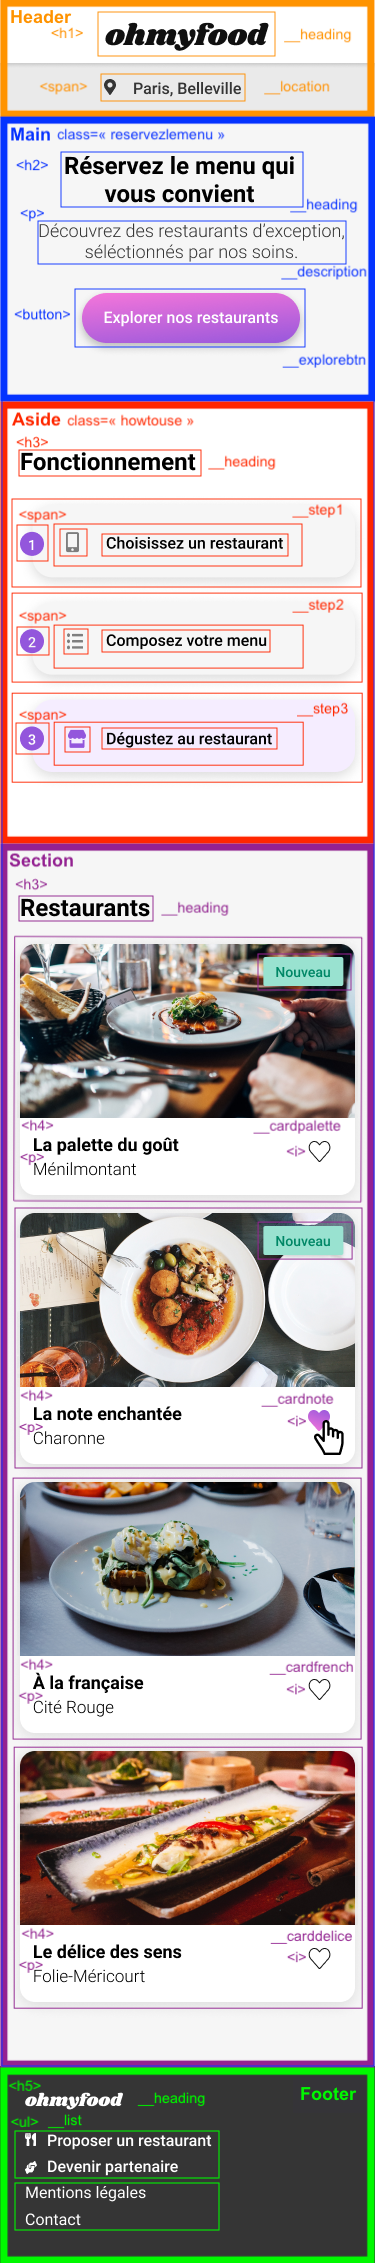 Header
<h1>
ohmyfood
__heading
<span>
Paris, Belleville
__location
Main class=« reservezlemenu »
<h2>
Réservez le menu qui
vous convient
__heading
<p>
Découvrez des restaurants d’exception,
séléctionnés par nos soins.
__description
<button>
Explorer nos restaurants
__explorebtn
Aside class=« howtouse »
<h3>
Fonctionnement
__heading
<span>
__step1
1
Choisissez un restaurant
<span>
__step2
2
Composez votre menu
<span>
__step3
3
Dégustez au restaurant
Section
<h3>
Restaurants
__heading
Nouveau
<h4>
__cardpalette
La palette du goût
<i>
<p>
Ménilmontant
Nouveau
<h4>
__cardnote
La note enchantée
<i>
<p>
Charonne
<h4>
__cardfrench
À la française
<i>
<p>
Cité Rouge
<h4>
__carddelice
Le délice des sens
<i>
<p>
Folie-Méricourt
<h5>
Footer
ohmyfood
__heading
<ul> __list
Proposer un restaurant
Devenir partenaire
Mentions légales
Contact